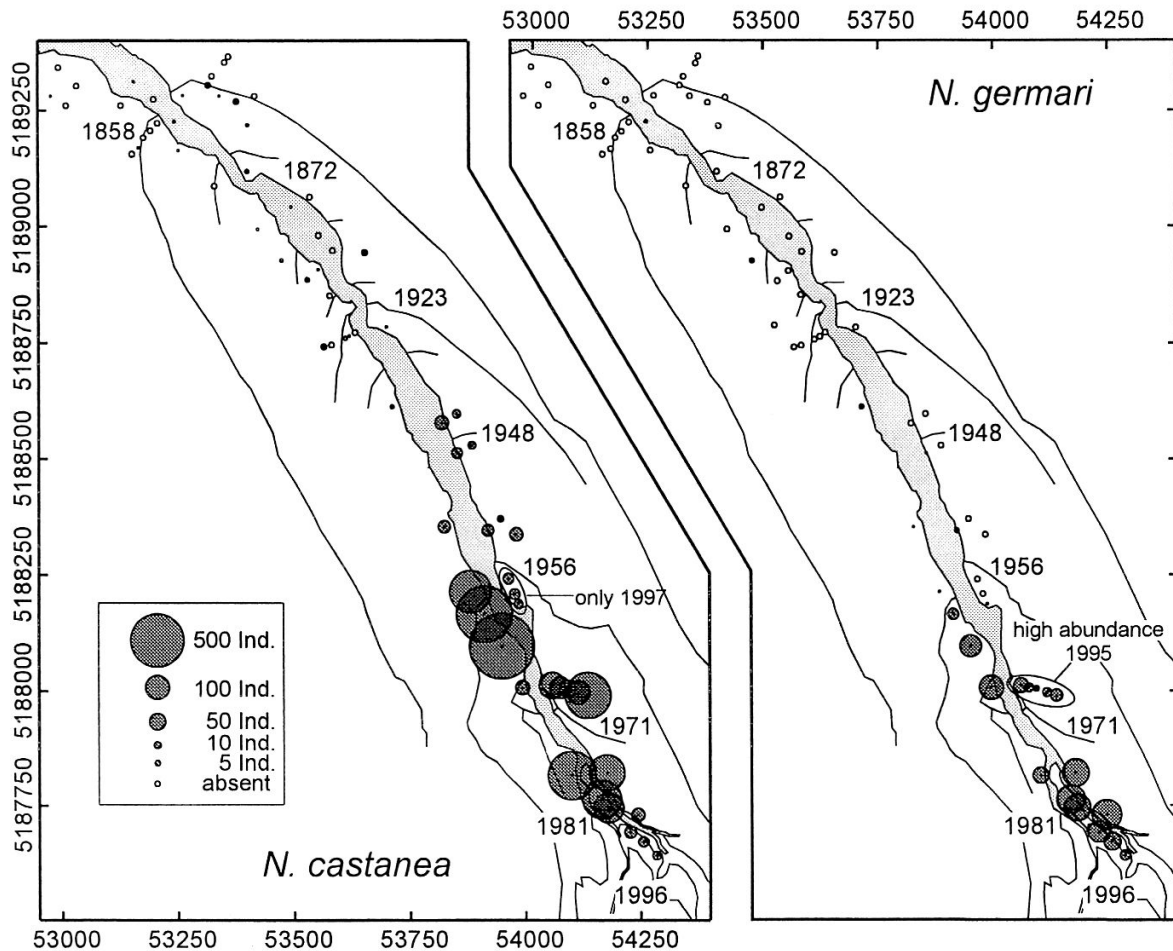 53000 53250 53500 53750 54000 54250
N. germari
5189250
5189000
5188750
5188500
5188250
5188000
5187750
1858
1872
1923
1948
1956
only 1997
1971
1981
1996
500 Ind.
100 Ind.
50 Ind.
10 Ind.
5 Ind.
absent
N. castanea
1858
1872
1923
1948
1956
high abundance
1995
1971
1981
1996
53000 53250 53500 53750 54000 54250